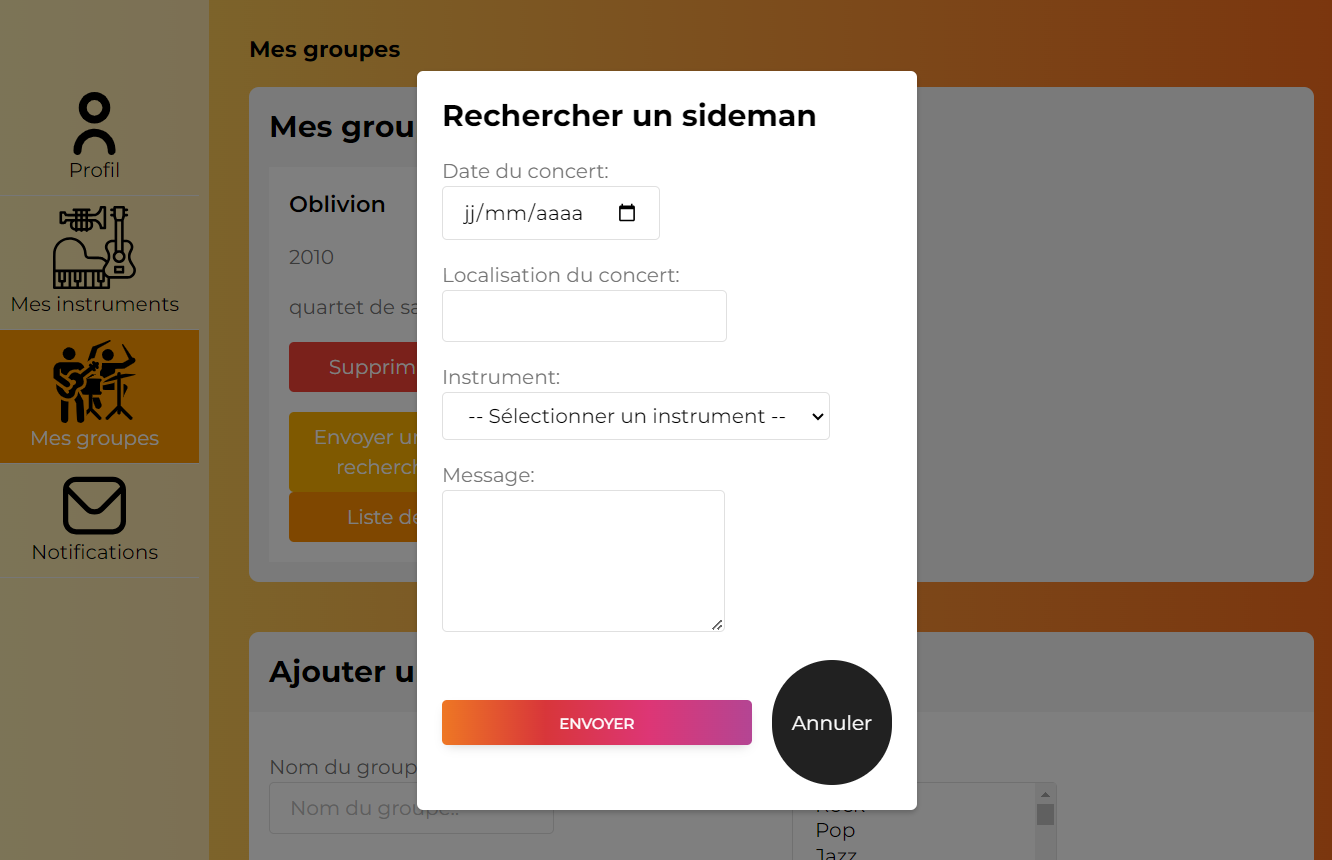 Mes groupes
Profil
Mes instruments
Mes groupes
Notifications
Mes grou
Oblivion
2010
quartet de sa
Supprim
Envoyer un
recherch
Liste de
Ajouter u
Nom du group
Nom du groupe..
Rock
Pop
Jazz
Rechercher un sideman
Date du concert:
jj/mm/aaaa
Localisation du concert:
Instrument:
-- Sélectionner un instrument --
Message:
ENVOYER
Annuler